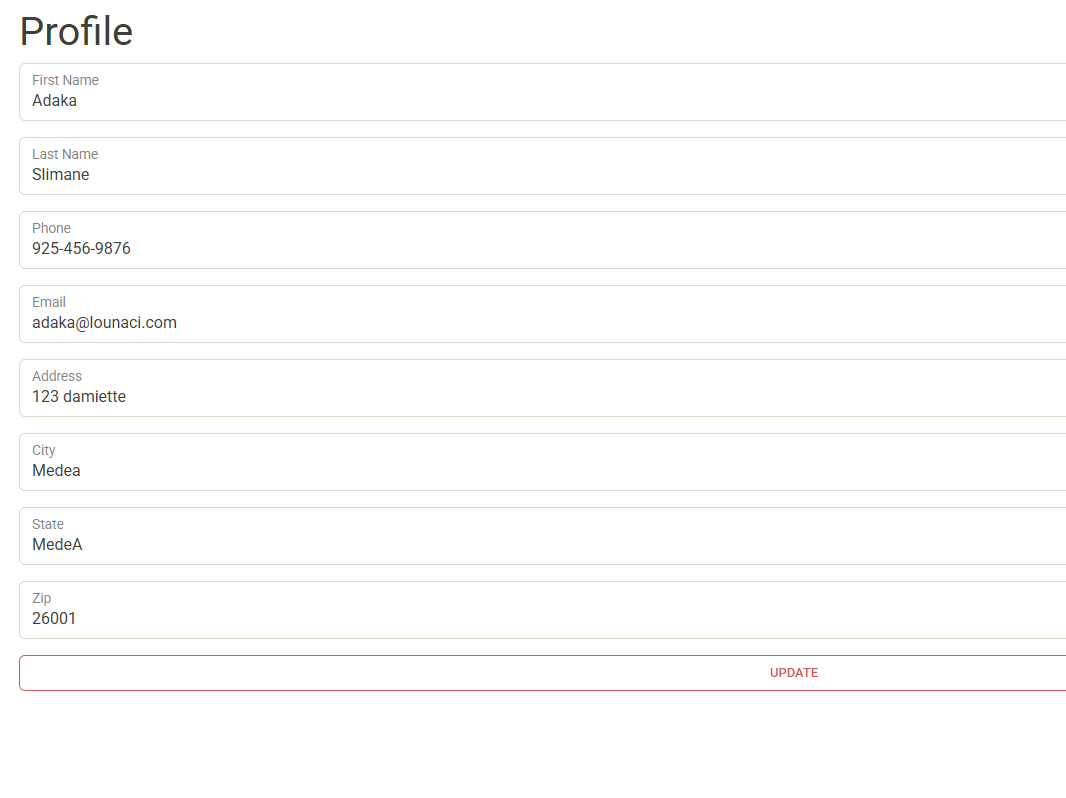 Profile
First Name
Adaka
Last Name
Slimane
Phone
925-456-9876
Email
adaka@lounaci.com
Address
123 damiette
City
Medea
State
MedeA
Zip
26001
UPDATE